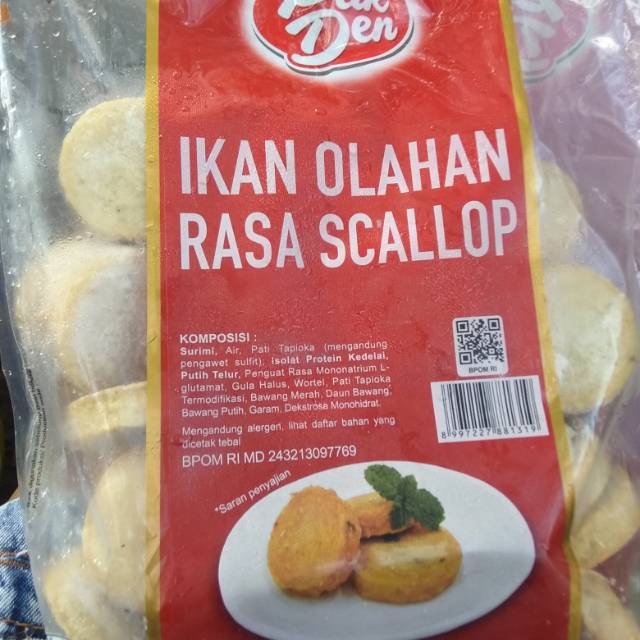 Pak
Den
IKAN OLAHAN
RASA SCALLOP
KOMPOSISI :
Surimi, Air, Pati Tapioka (mengandung
pengawet sulfit), Isolat Protein Kedelai,
Putih Telur, Penguat Rasa Mononatrium L-
glutamat, Gula Halus, Wortel, Pati Tapioka
Termodifikasi, Bawang Merah, Daun Bawang,
Bawang Putih, Garam, Dekstrosa Monohidrat.
Mengandung alergen, lihat daftar bahan yang
dicetak tebal
BPOM RI MD 243213097769
BPOM RI
8 997227 881319
*Saran penyajian